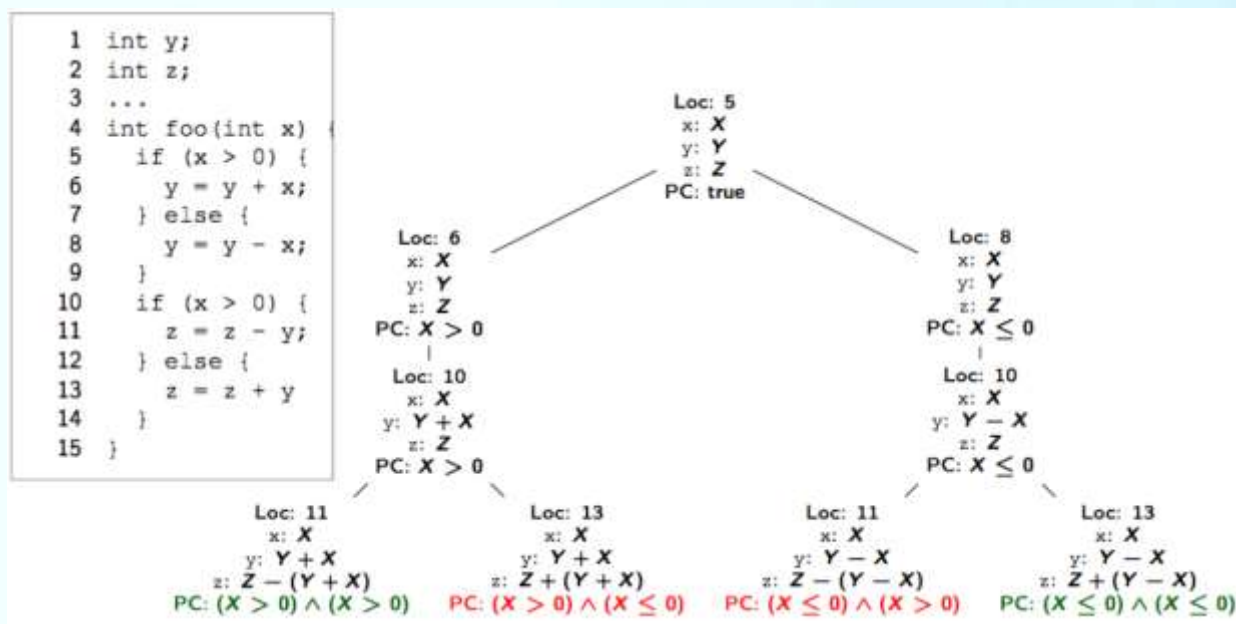 1 int y;
2 int z;
3 ...
4 int foo(int x) {
5 if (x > 0) {
6 y = y + x;
7 } else {
8 y = y - x;
9 }
10 if (x > 0) {
11 z = z - y;
12 } else {
13 z = z + y
14 }
15 }
Loc: 5
x: X
y: Y
z: Z
PC: true
Loc: 6
x: X
y: Y
z: Z
PC: X > 0
Loc: 8
x: X
y: Y
z: Z
PC: X ≤ 0
Loc: 10
x: X
y: Y + X
z: Z
PC: X > 0
Loc: 10
x: X
y: Y − X
z: Z
PC: X ≤ 0
Loc: 11
x: X
y: Y + X
z: Z − (Y + X)
PC: (X > 0) ∧ (X > 0)
Loc: 13
x: X
y: Y + X
z: Z + (Y + X)
PC: (X > 0) ∧ (X ≤ 0)
Loc: 11
x: X
y: Y − X
z: Z − (Y − X)
PC: (X ≤ 0) ∧ (X > 0)
Loc: 13
x: X
y: Y − X
z: Z + (Y − X)
PC: (X ≤ 0) ∧ (X ≤ 0)